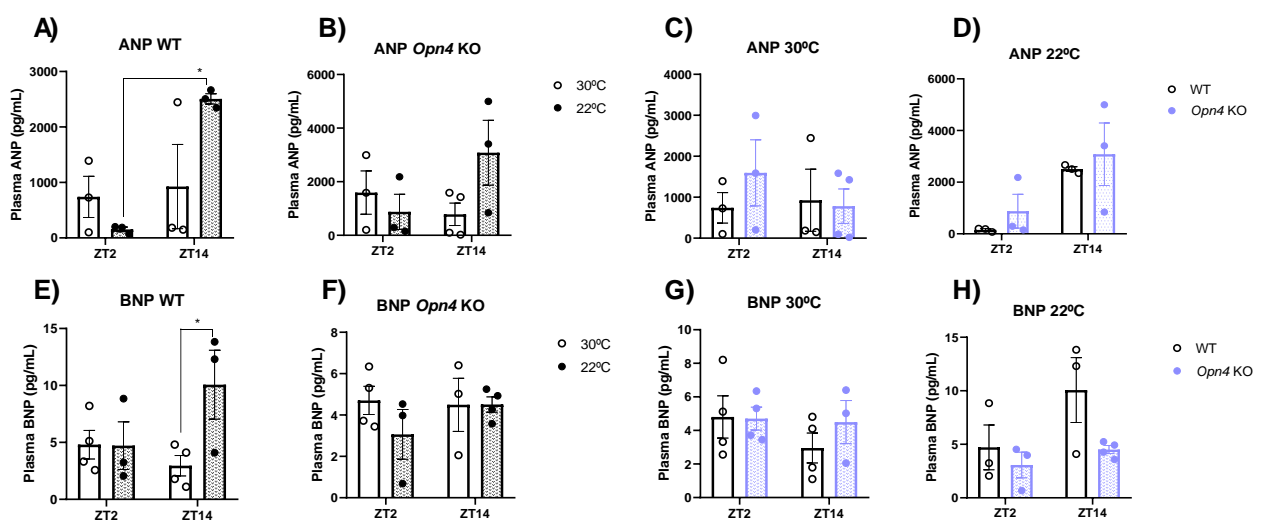 A)
ANP WT
Plasma ANP (pg/mL)
3000
2000
1000
0
*
ZT2
ZT14
B)
ANP Opn4 KO
Plasma ANP (pg/mL)
6000
4000
2000
0
ZT2
ZT14
30ºC
22ºC
C)
ANP 30ºC
Plasma ANP (pg/mL)
4000
3000
2000
1000
0
ZT2
ZT14
D)
ANP 22ºC
Plasma ANP (pg/mL)
6000
4000
2000
0
ZT2
ZT14
WT
Opn4 KO
E)
BNP WT
Plasma BNP (pg/mL)
15
10
5
0
*
ZT2
ZT14
F)
BNP Opn4 KO
Plasma BNP (pg/mL)
8
6
4
2
0
ZT2
ZT14
30ºC
22ºC
G)
BNP 30ºC
Plasma BNP (pg/mL)
10
8
6
4
2
0
ZT2
ZT14
H)
BNP 22ºC
Plasma BNP (pg/mL)
15
10
5
0
ZT2
ZT14
WT
Opn4 KO